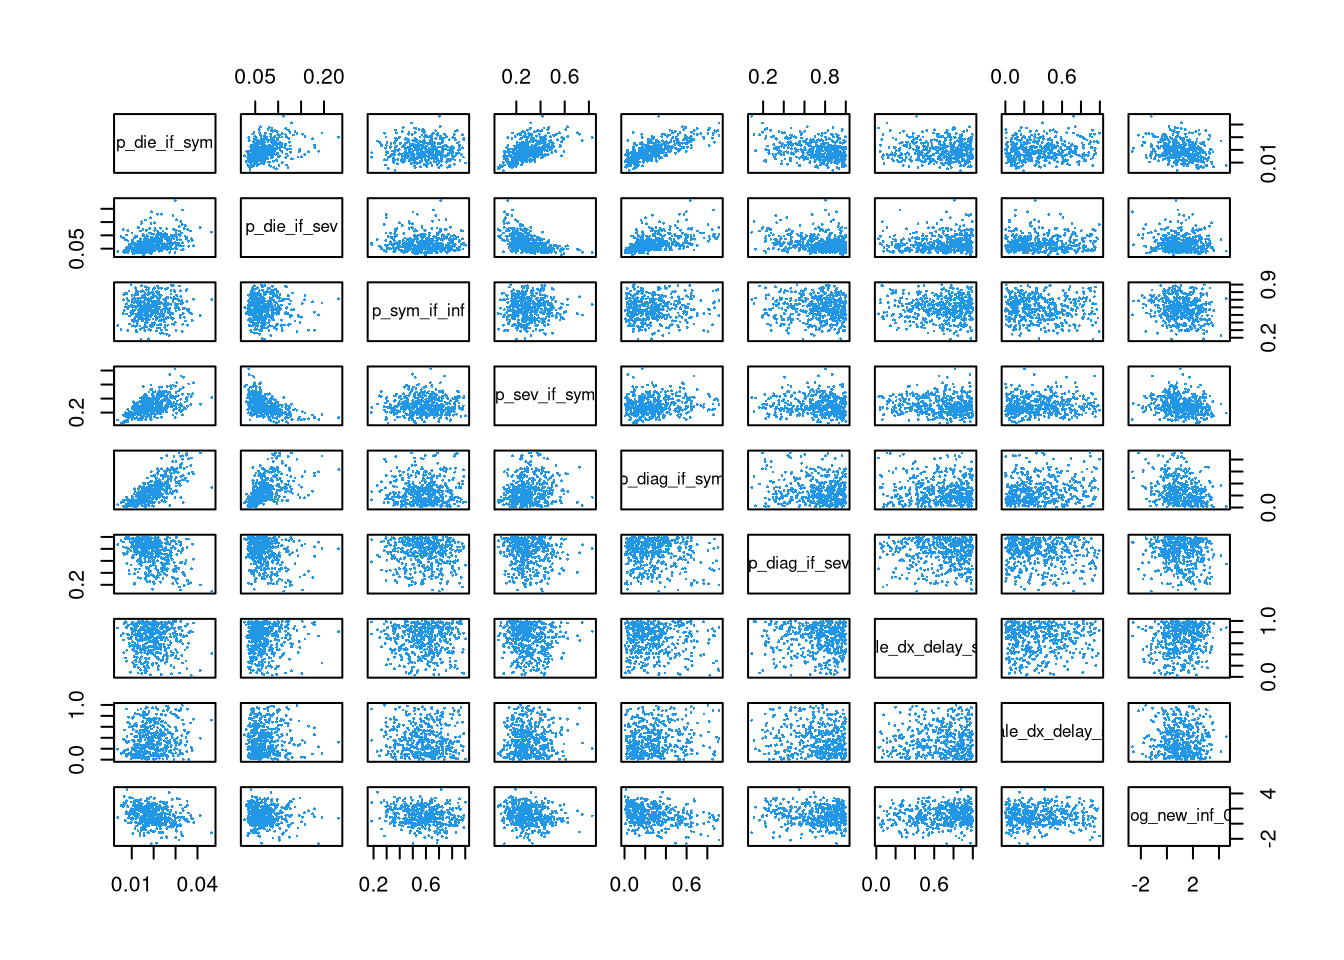 0.05 0.20 0.2 0.6 0.2 0.8 0.0 0.6
p_die_if_sym 0.01
0.05 p_die_if_sev
p_sym_if_inf 0.2 0.9
0.2 p_sev_if_sym
p_diag_if_sym 0.0
0.2 p_diag_if_sev
le_dx_delay_s 0.0 1.0
0.0 1.0 ale_dx_delay_
og_new_inf_0 -2 4
0.01 0.04 0.2 0.6 0.0 0.6 0.0 0.6 -2 2